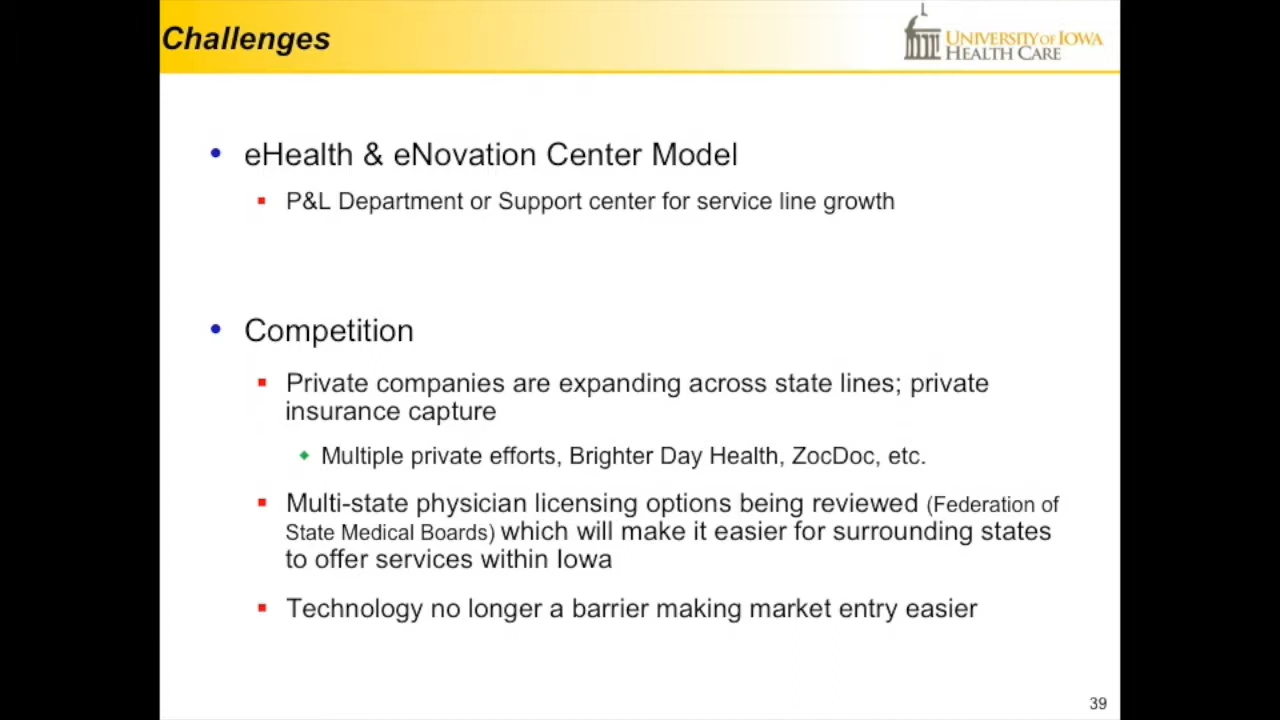 Challenges
UNIVERSITY OF IOWA
HEALTH CARE
eHealth & eNovation Center Model
P&L Department or Support center for service line growth
Competition
Private companies are expanding across state lines; private
insurance capture
Multiple private efforts, Brighter Day Health, ZocDoc, etc.
Multi-state physician licensing options being reviewed (Federation of
State Medical Boards) which will make it easier for surrounding states
to offer services within Iowa
Technology no longer a barrier making market entry easier
39